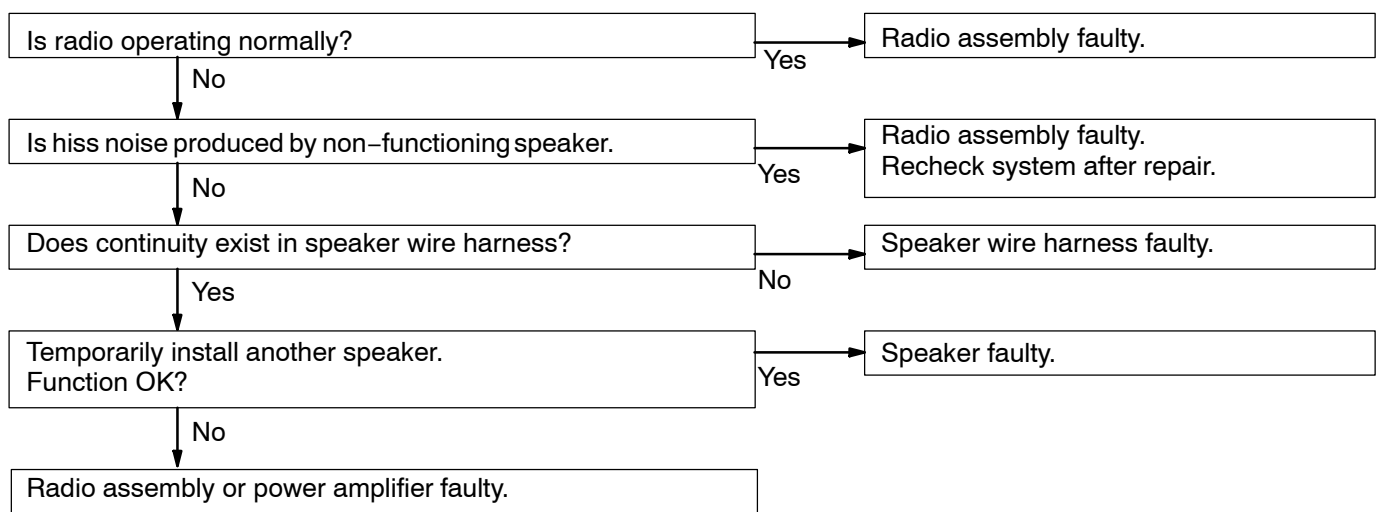 Is radio operating normally?
Yes
Radio assembly faulty.
No
Is hiss noise produced by non−functioning speaker.
Yes
Radio assembly faulty.
Recheck system after repair.
No
Does continuity exist in speaker wire harness?
No
Speaker wire harness faulty.
Yes
Temporarily install another speaker.
Function OK?
Yes
Speaker faulty.
No
Radio assembly or power amplifier faulty.